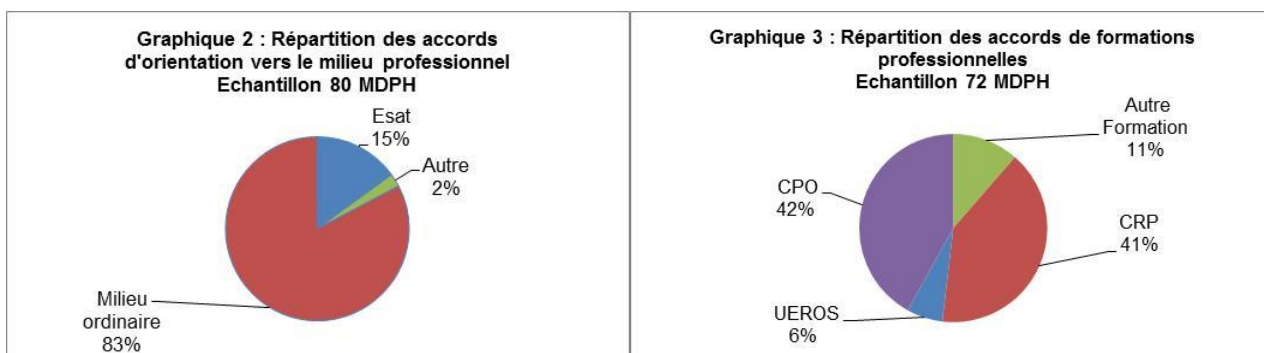 Graphique 2 : Répartition des accords
d'orientation vers le milieu professionnel
Echantillon 80 MDPH
Esat
15%
Autre
2%
Milieu
ordinaire
83%
Graphique 3 : Répartition des accords de formations
professionnelles
Echantillon 72 MDPH
Autre
Formation
11%
CPO
42%
CRP
41%
UEROS
6%